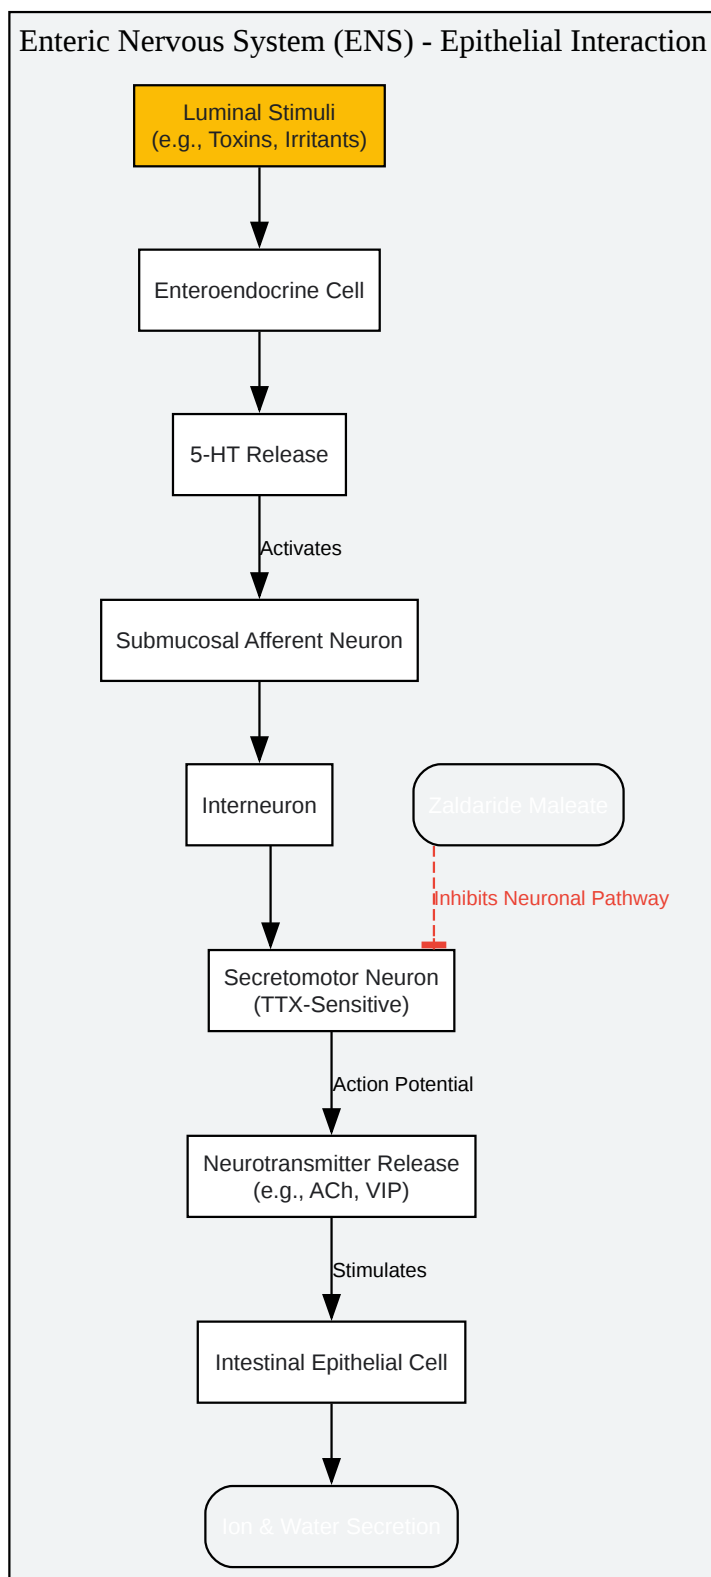 Enteric Nervous System (ENS) - Epithelial Interaction
Luminal Stimuli
(e.g., Toxins, Irritants)
Enteroendocrine Cell
5-HT Release
Activates
Submucosal Afferent Neuron
Interneuron
Zaldaride Maleate
Inhibits Neuronal Pathway
Secretomotor Neuron
(TTX-Sensitive)
Action Potential
Neurotransmitter Release
(e.g., ACh, VIP)
Stimulates
Intestinal Epithelial Cell
Ion & Water Secretion